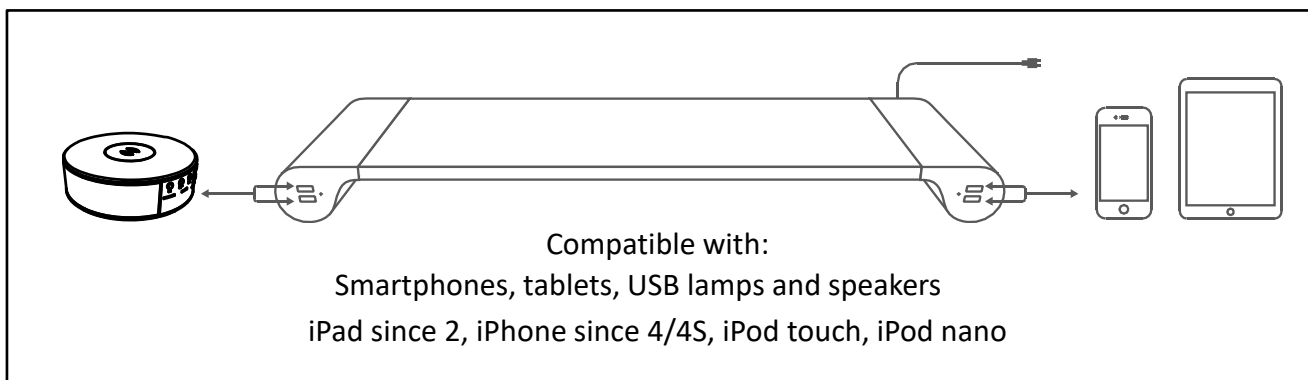 Compatible with:
Smartphones, tablets, USB lamps and speakers
iPad since 2, iPhone since 4/4S, iPod touch, iPod nano